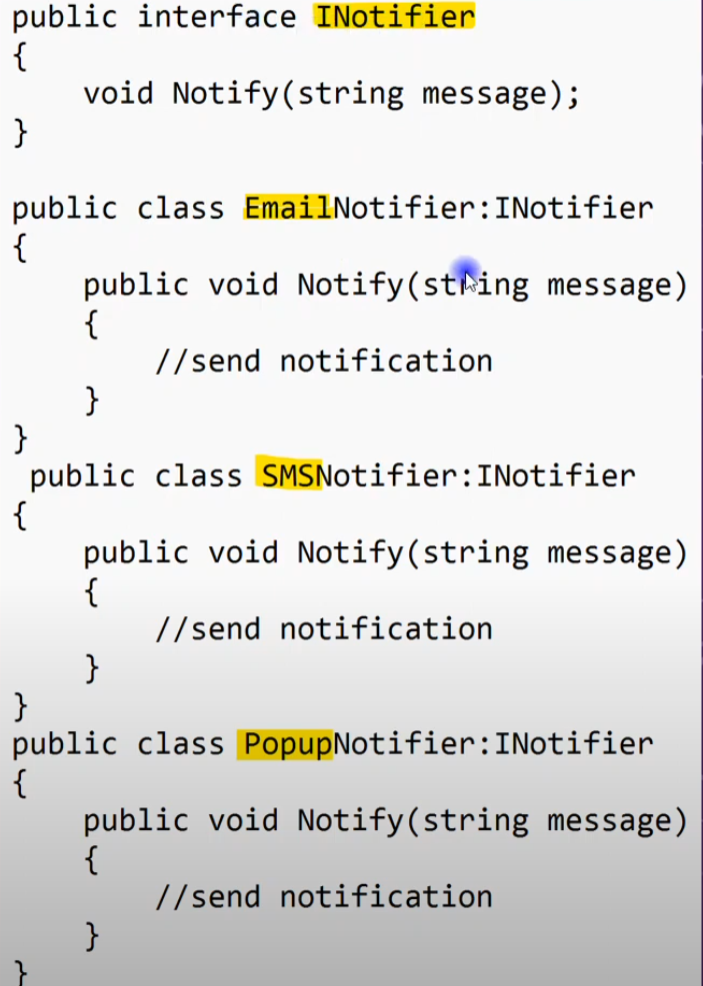 public interface INotifier
{
void Notify(string message);
}
public class EmailNotifier:INotifier
{
public void Notify(string message)
{
//send notification
}
}
public class SMSNotifier:INotifier
{
public void Notify(string message)
{
//send notification
}
}
public class PopupNotifier:INotifier
{
public void Notify(string message)
{
//send notification
}
}